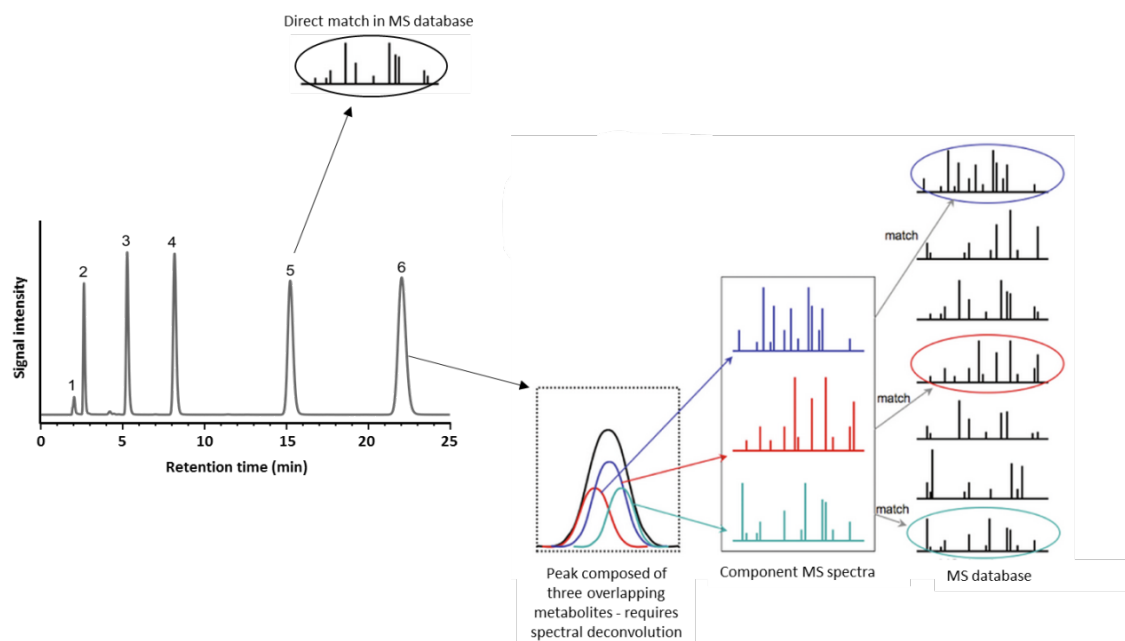 Direct match in MS database
Signal intensity
1
2
3
4
5
6
0
5
10
15
20
25
Retention time (min)
Peak composed of
three overlapping
metabolites - requires
spectral deconvolution
Component MS spectra
match
match
match
MS database